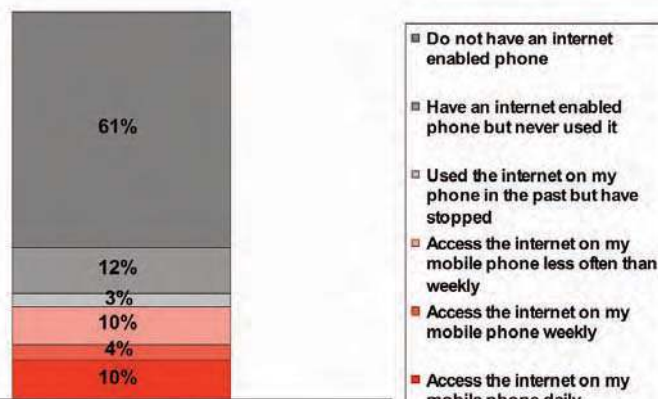 61%
12%
3%
10%
4%
10%
Do not have an internet
enabled phone
Have an internet enabled
phone but never used it
Used the internet on my
phone in the past but have
stopped
Access the internet on my
mobile phone less often than
weekly
Access the internet on my
mobile phone weekly
Access the internet on my
mobile phone daily